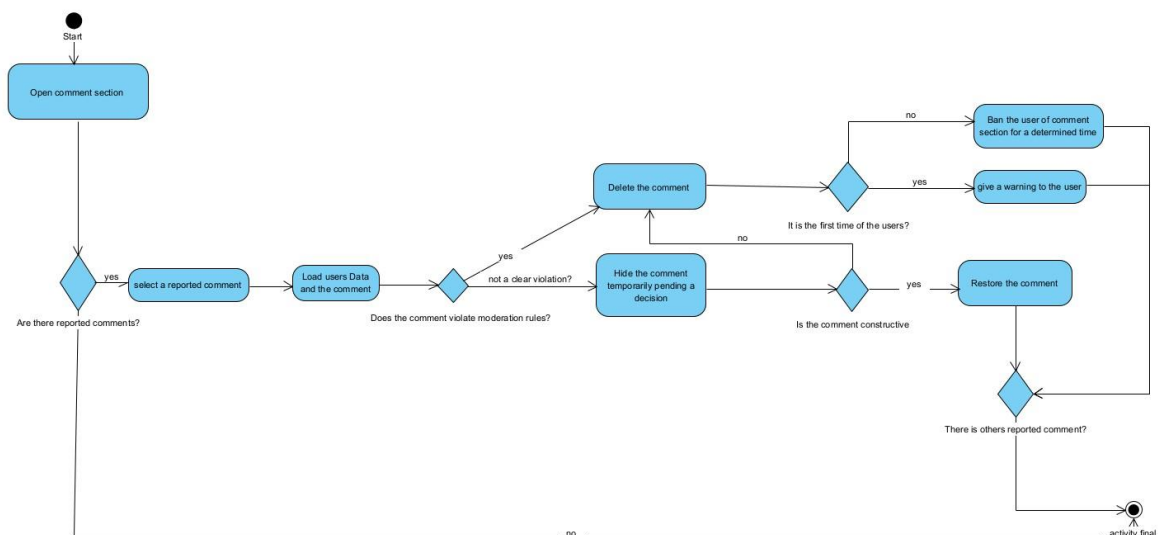 Start
Open comment section
yes
Are there reported comments?
select a reported comment
Load users Data
and the comment
Does the comment violate moderation rules?
yes
not a clear violation?
Delete the comment
Hide the comment
temporarily pending a
decision
no
It is the first time of the users?
no
yes
Ban the user of comment
section for a determined time
give a warning to the user
Is the comment constructive
yes
Restore the comment
There is others reported comment?
no
activity final